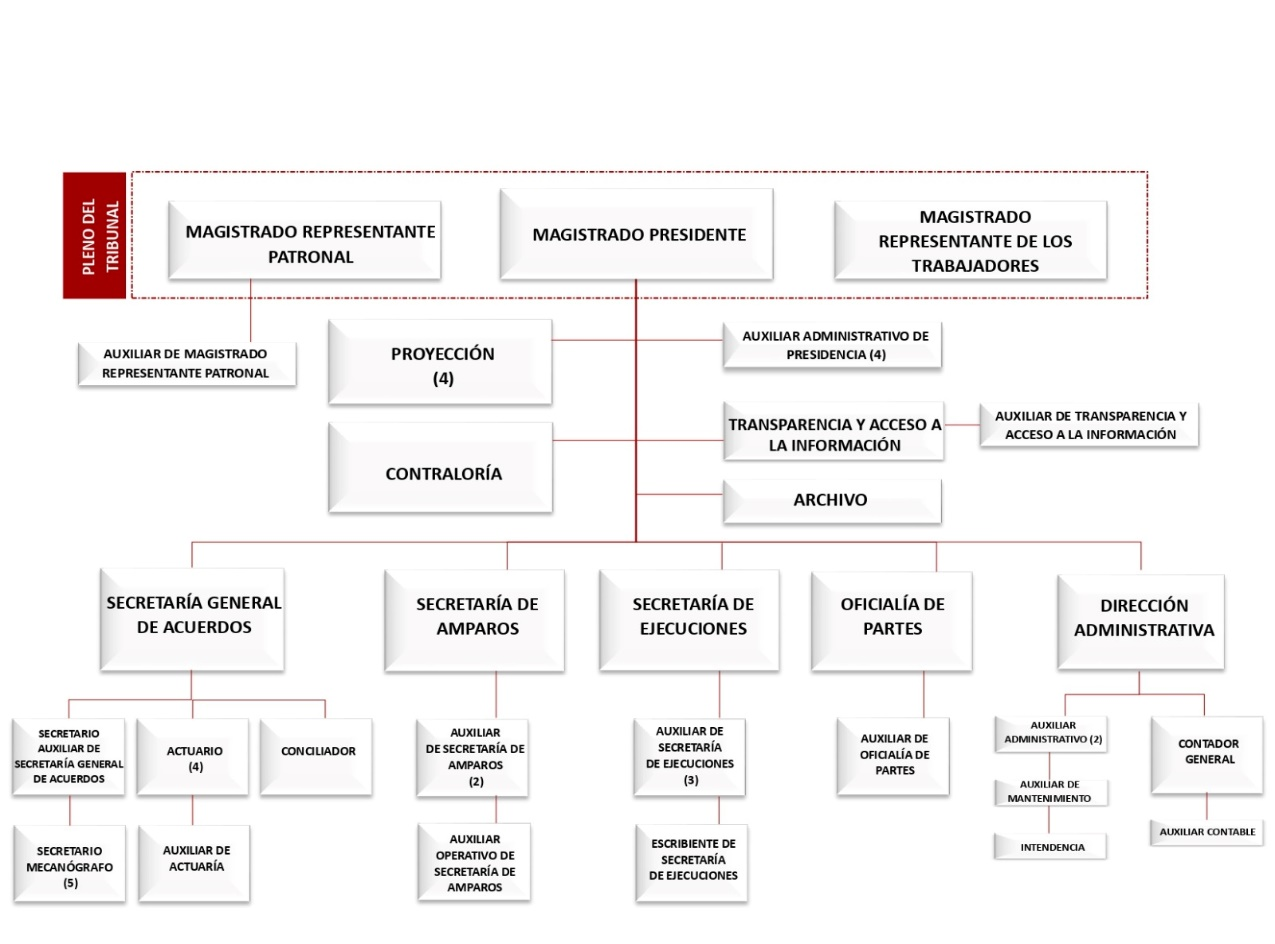 PLENO DEL
TRIBUNAL
MAGISTRADO REPRESENTANTE
PATRONAL
MAGISTRADO PRESIDENTE
MAGISTRADO
REPRESENTANTE DE LOS
TRABAJADORES
AUXILIAR DE MAGISTRADO
REPRESENTANTE PATRONAL
PROYECCIÓN
(4)
AUXILIAR ADMINISTRATIVO DE
PRESIDENCIA (4)
CONTRALORÍA
TRANSPARENCIA Y ACCESO A
LA INFORMACIÓN
AUXILIAR DE TRANSPARENCIA Y
ACCESO A LA INFORMACIÓN
ARCHIVO
SECRETARÍA GENERAL
DE ACUERDOS
SECRETARÍA DE
AMPAROS
SECRETARÍA DE
EJECUCIONES
OFICIALÍA DE
PARTES
DIRECCIÓN
ADMINISTRATIVA
SECRETARIO
AUXILIAR DE
SECRETARÍA GENERAL
DE ACUERDOS
ACTUARIO
(4)
CONCILIADOR
AUXILIAR
DE SECRETARÍA DE
AMPAROS
(2)
AUXILIAR DE
SECRETARÍA
DE EJECUCIONES
(3)
AUXILIAR DE
OFICIALÍA DE
PARTES
AUXILIAR
ADMINISTRATIVO (2)
CONTADOR
GENERAL
AUXILIAR DE
MANTENIMIENTO
SECRETARIO
MECANÓGRAFO
(5)
AUXILIAR DE
ACTUARÍA
AUXILIAR
OPERATIVO DE
SECRETARÍA DE
AMPAROS
ESCRIBIENTE DE
SECRETARÍA
DE EJECUCIONES
INTENDENCIA
AUXILIAR CONTABLE